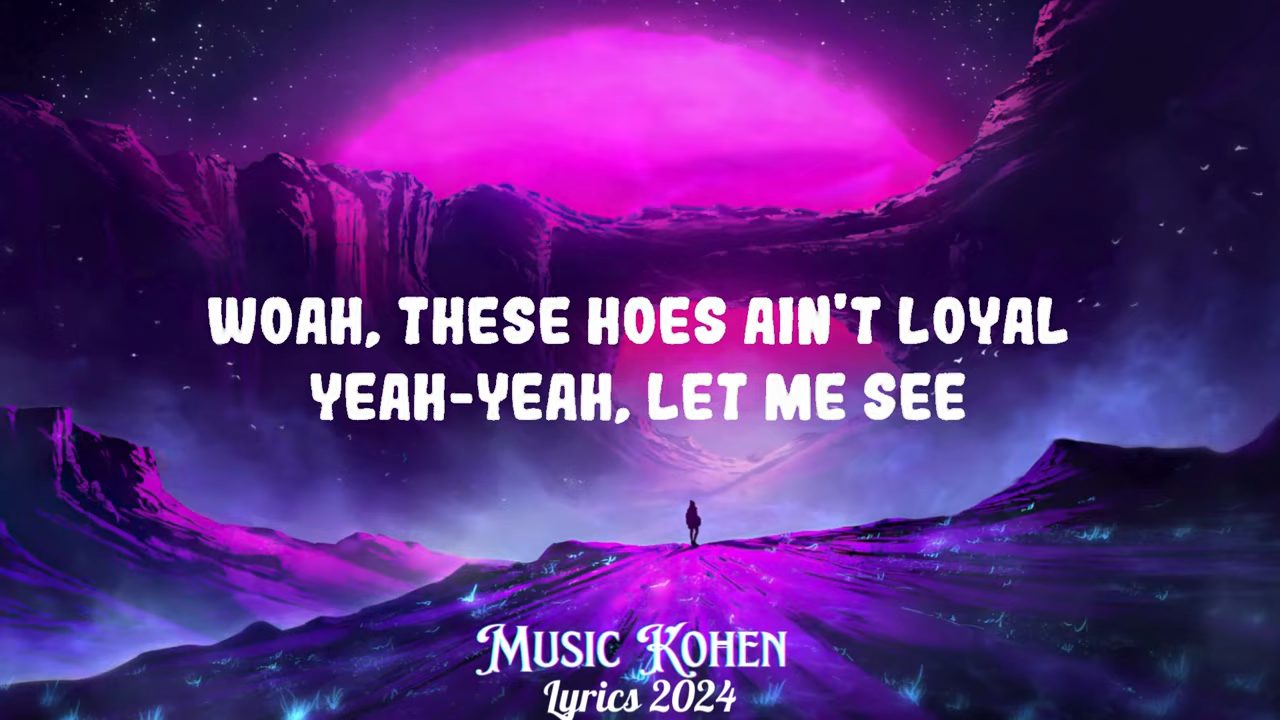 WOAH, THESE HOES AIN'T LOYAL
YEAH-YEAH, LET ME SEE
MUSIC KOHEN
Lyrics 2024